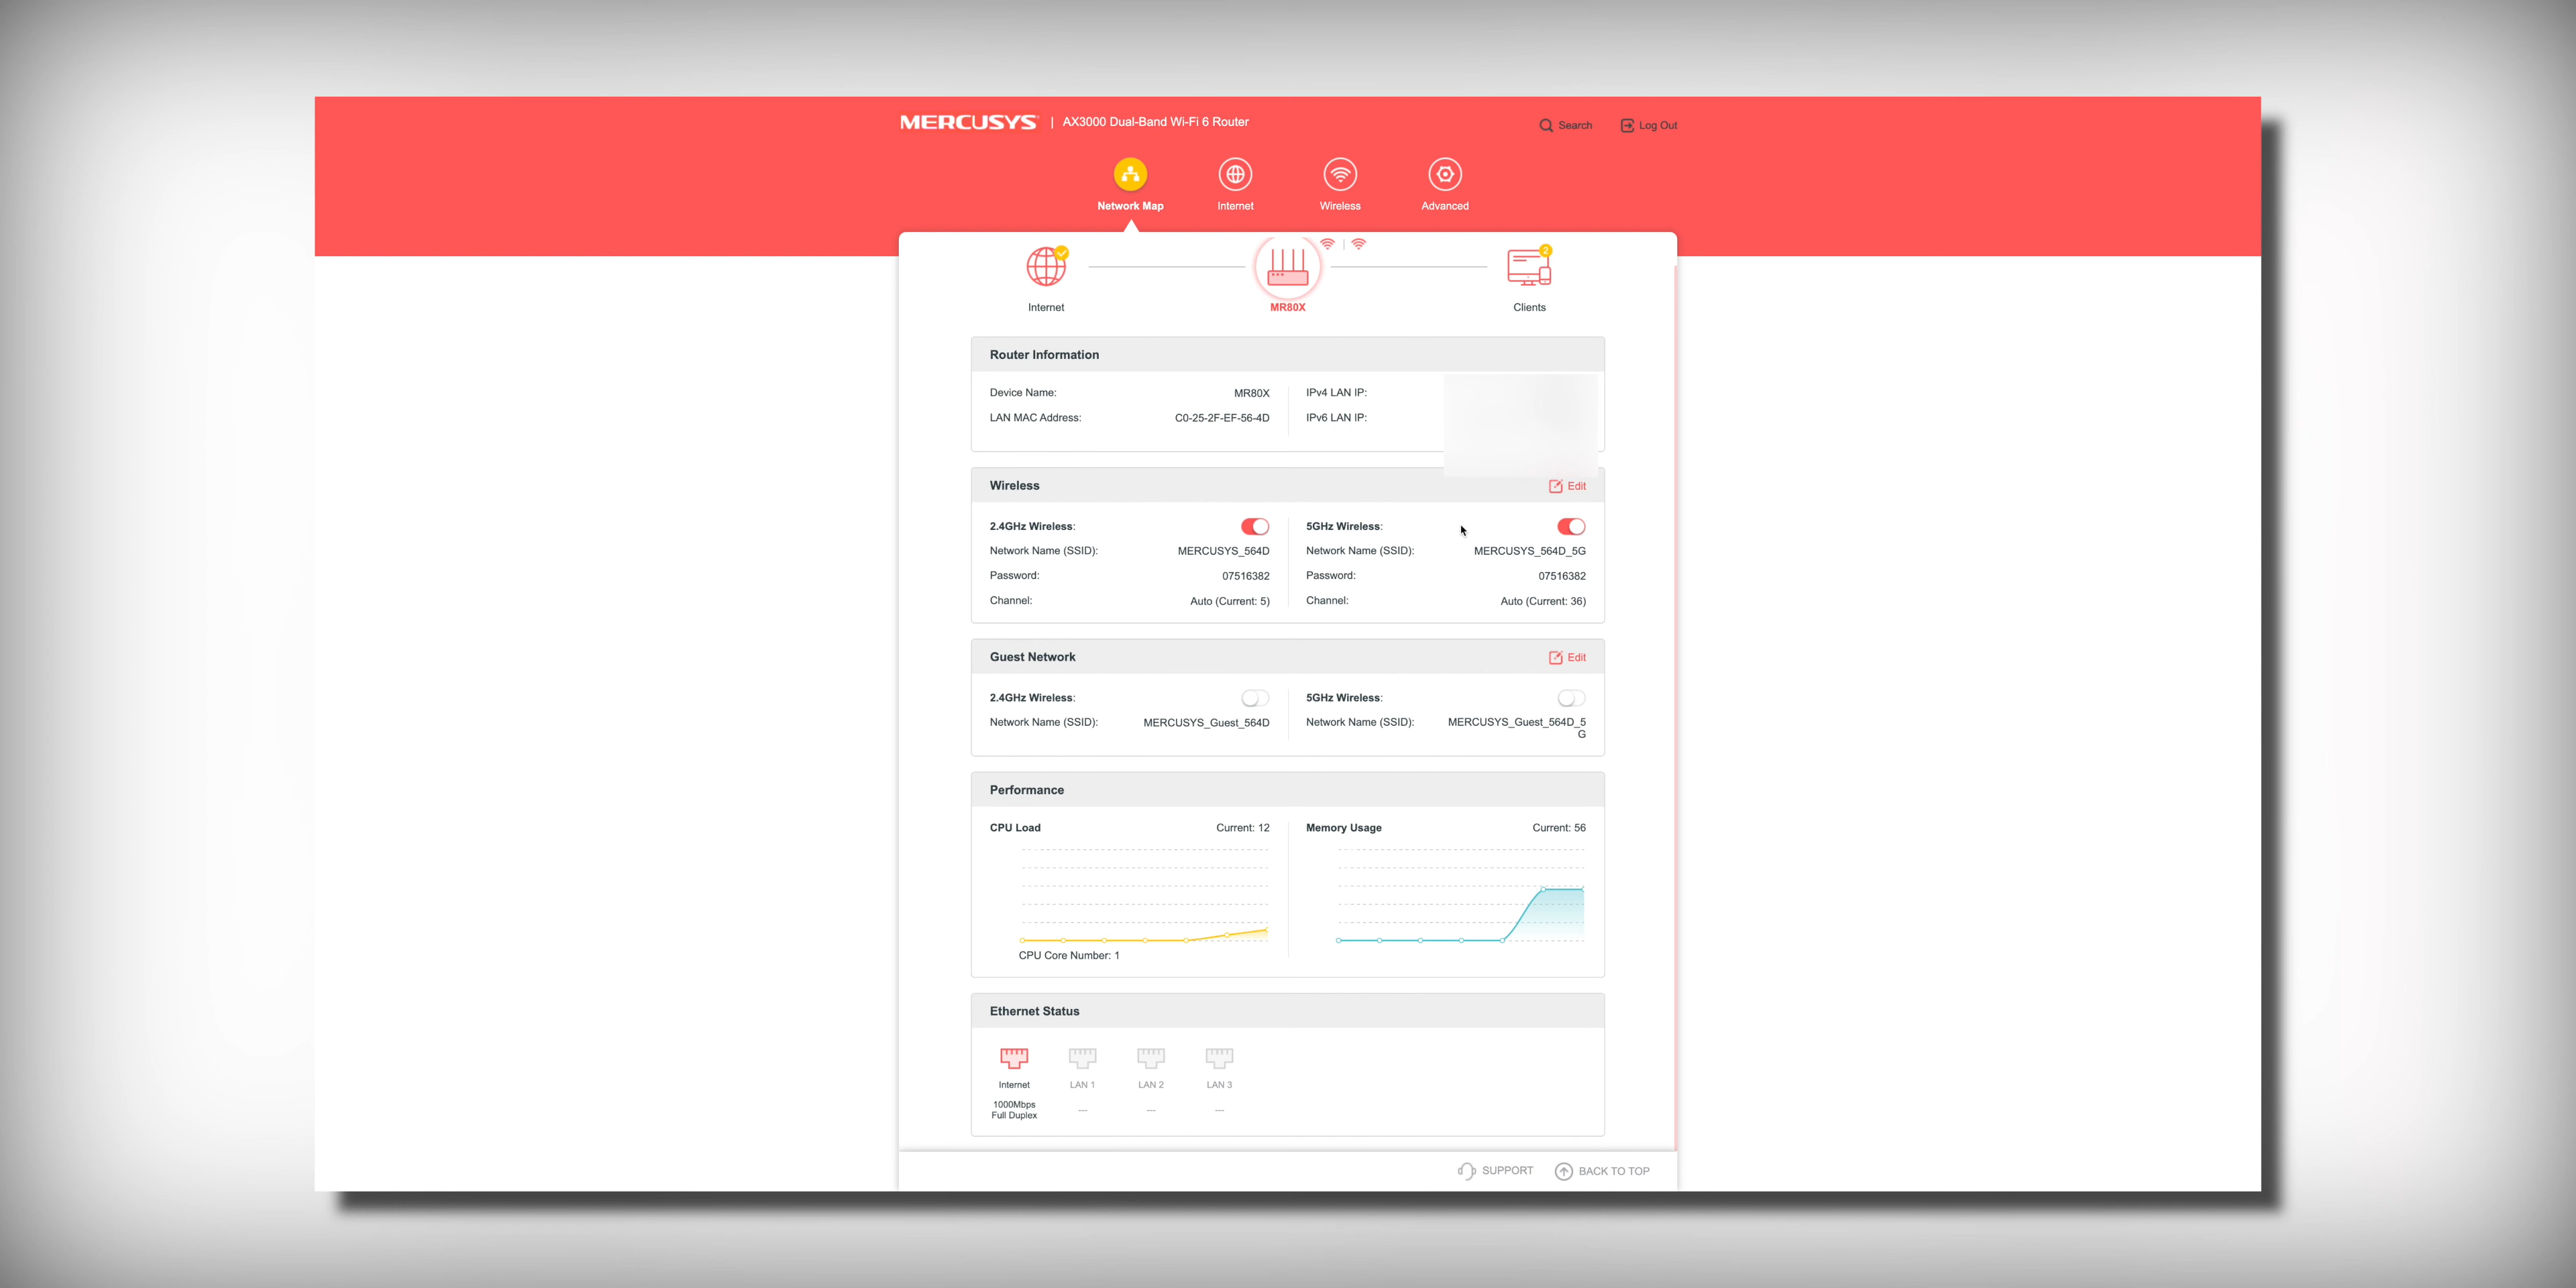 MERCUSYS | AX3000 Dual-Band Wi-Fi 6 Router
Search
Log Out
Network Map
Internet
Wireless
Advanced
2
Internet
MR80X
Clients
Router Information
Device Name: MR80X
LAN MAC Address: C0-25-2F-EF-56-4D
IPv4 LAN IP:
IPv6 LAN IP:
Wireless
Edit
2.4GHz Wireless:
Network Name (SSID): MERCUSYS_564D
Password: 07516382
Channel: Auto (Current: 5)
5GHz Wireless:
Network Name (SSID): MERCUSYS_564D_5G
Password: 07516382
Channel: Auto (Current: 36)
Guest Network
Edit
2.4GHz Wireless:
Network Name (SSID): MERCUSYS_Guest_564D
5GHz Wireless:
Network Name (SSID): MERCUSYS_Guest_564D_5
G
Performance
CPU Load Current: 12
CPU Core Number: 1
Memory Usage Current: 56
Ethernet Status
Internet
1000Mbps
Full Duplex
LAN 1
---
LAN 2
---
LAN 3
---
SUPPORT
BACK TO TOP